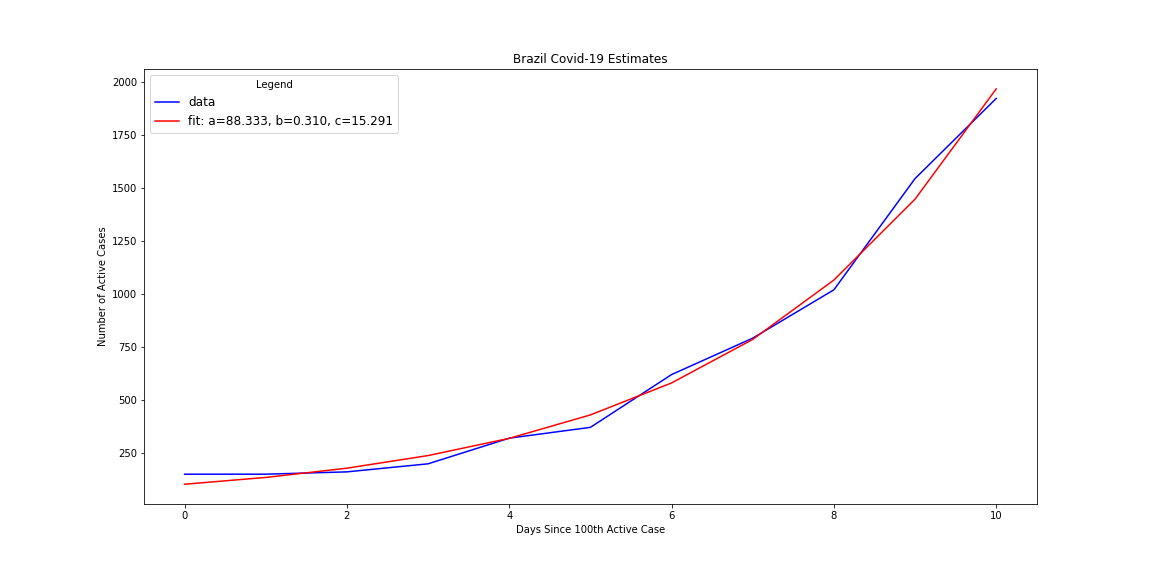 Brazil Covid-19 Estimates
Legend
data
fit: a=88.333, b=0.310, c=15.291
Number of Active Cases
2000
1750
1500
1250
1000
750
500
250
0 2 4 6 8 10
Days Since 100th Active Case